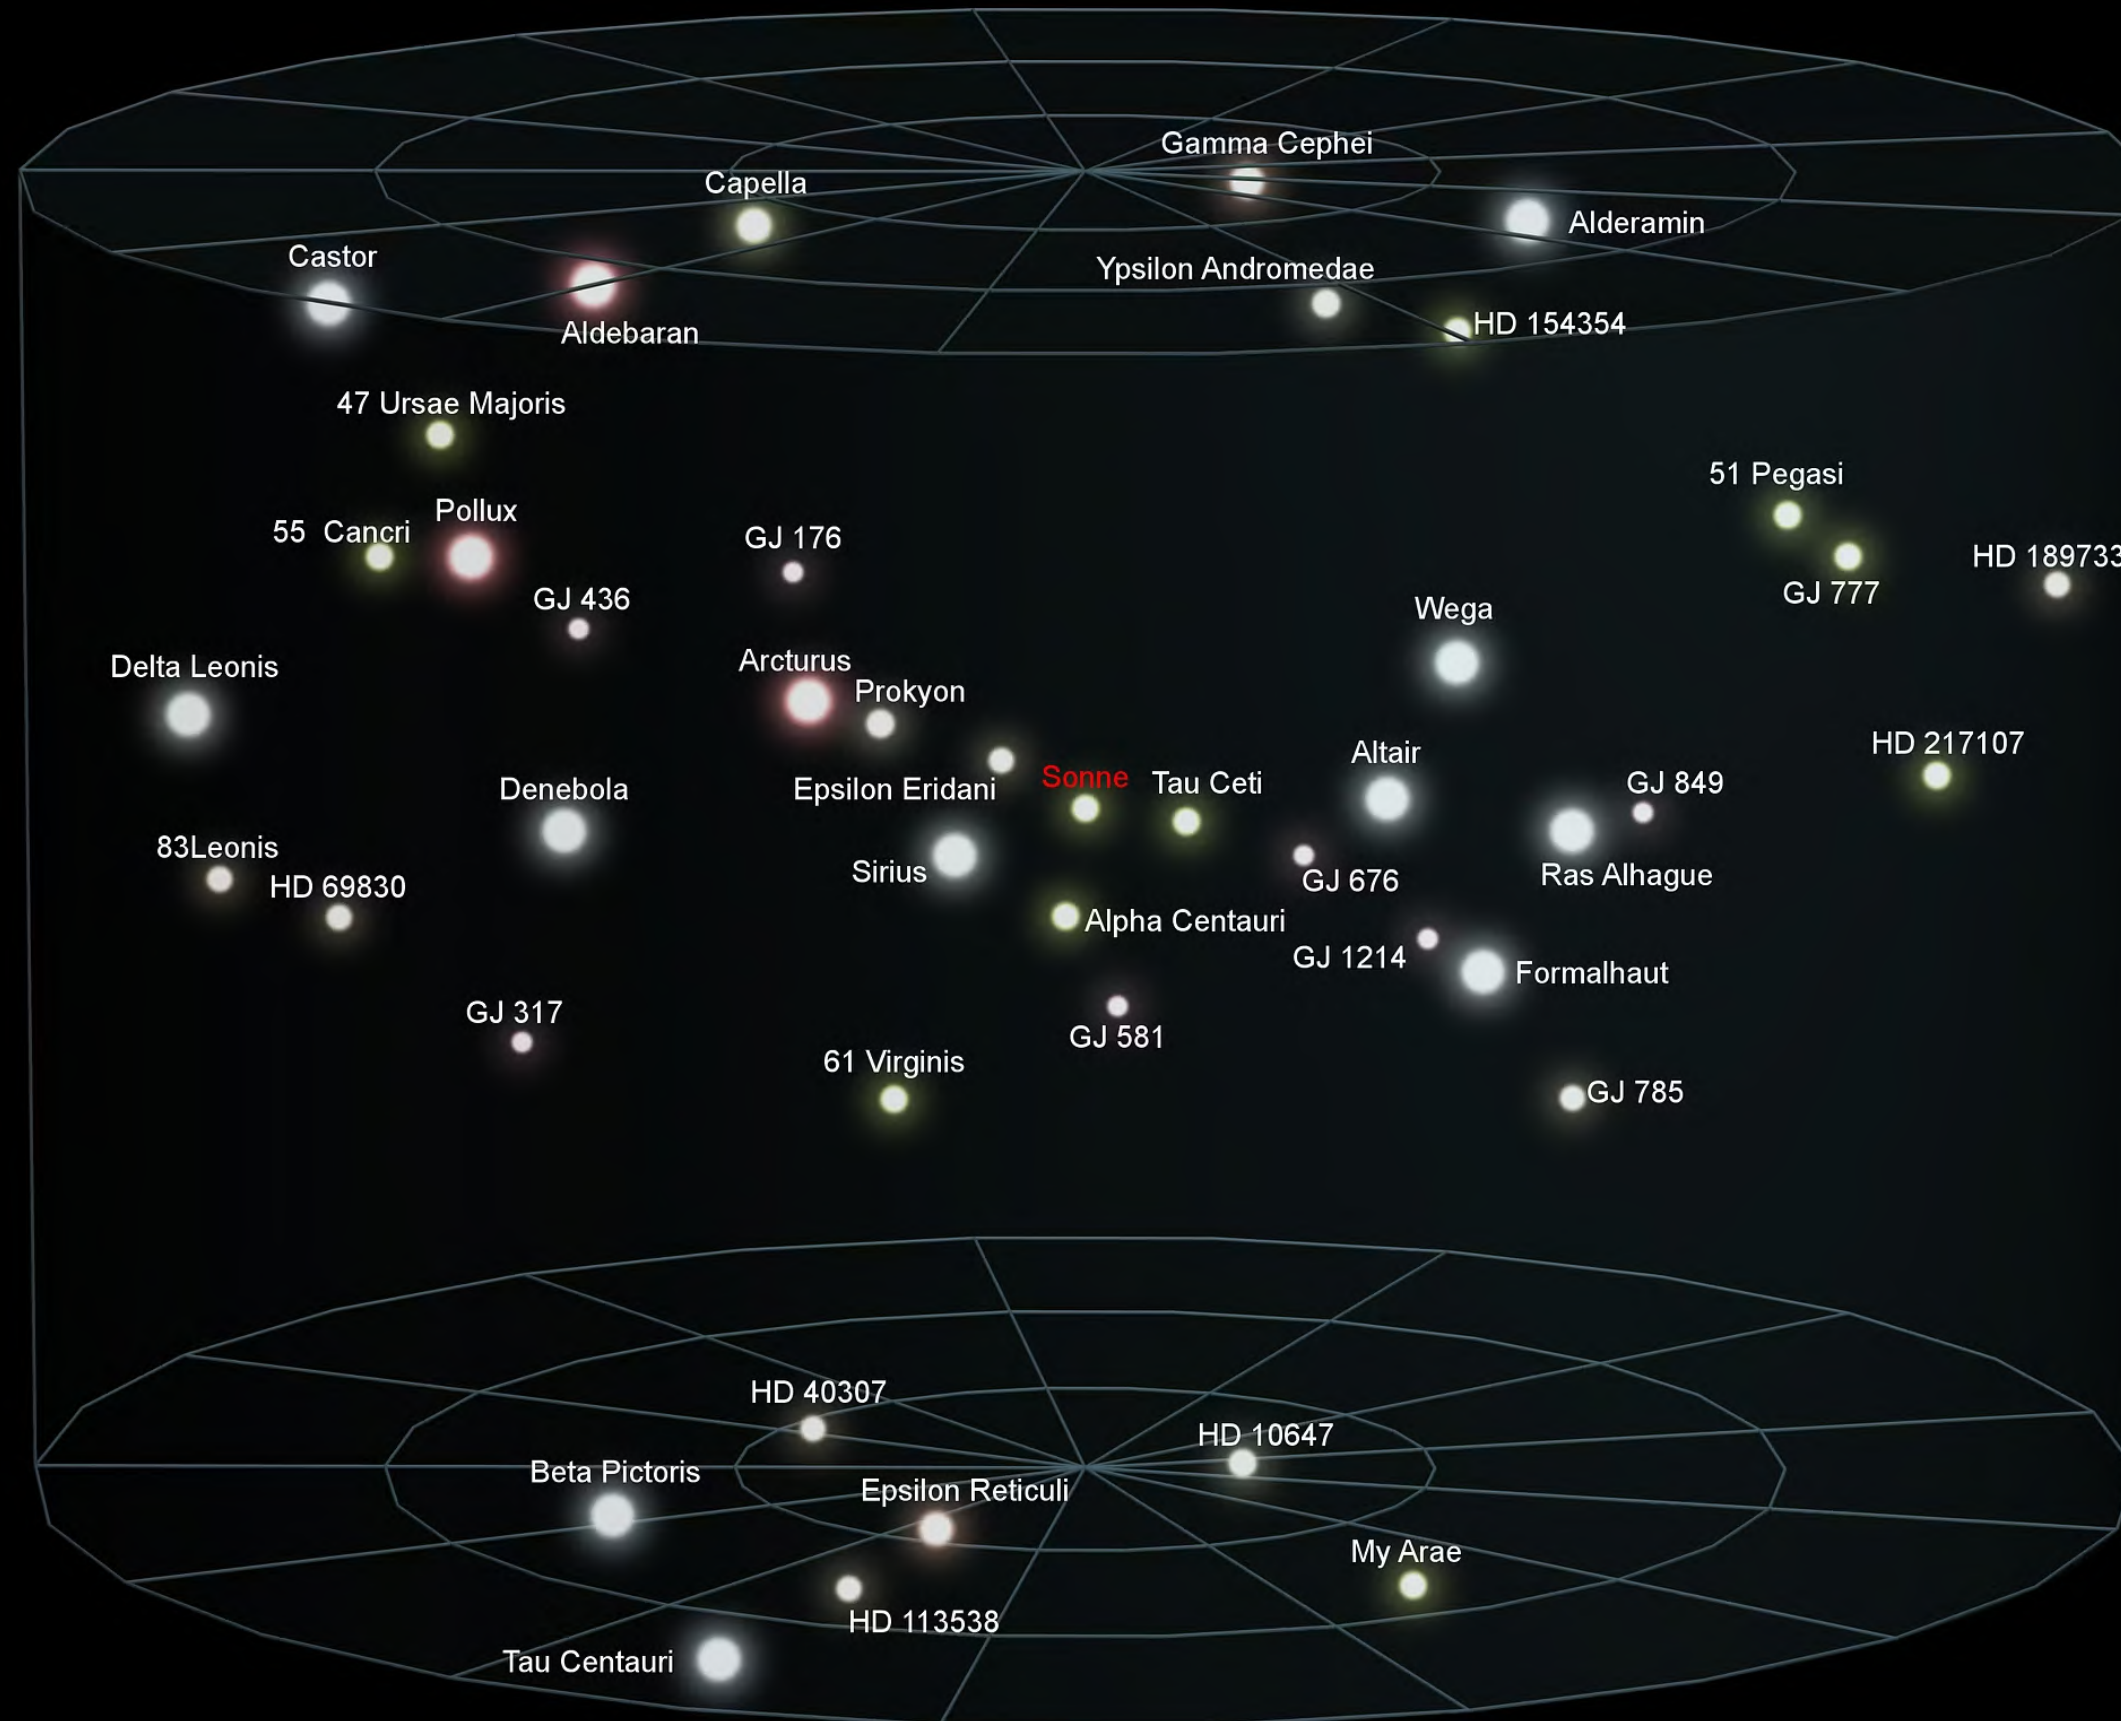 Gamma Cephei
Capella
Alderamin
Castor
Ypsilon Andromedae
Aldebaran
HD 154354
47 Ursae Majoris
51 Pegasi
Pollux
55  Cancri
GJ 176
HD 189733
GJ 777
GJ 436
Wega
Arcturus
Delta Leonis
Prokyon
HD 217107
Altair
Sonne
Tau Ceti
GJ 849
Denebola
Epsilon Eridani
83Leonis
Sirius
Ras Alhague
GJ 676
HD 69830
Alpha Centauri
GJ 1214
Formalhaut
GJ 317
GJ 581
61 Virginis
GJ 785
HD 40307
HD 10647
Beta Pictoris
Epsilon Reticuli
My Arae
HD 113538
Tau Centauri